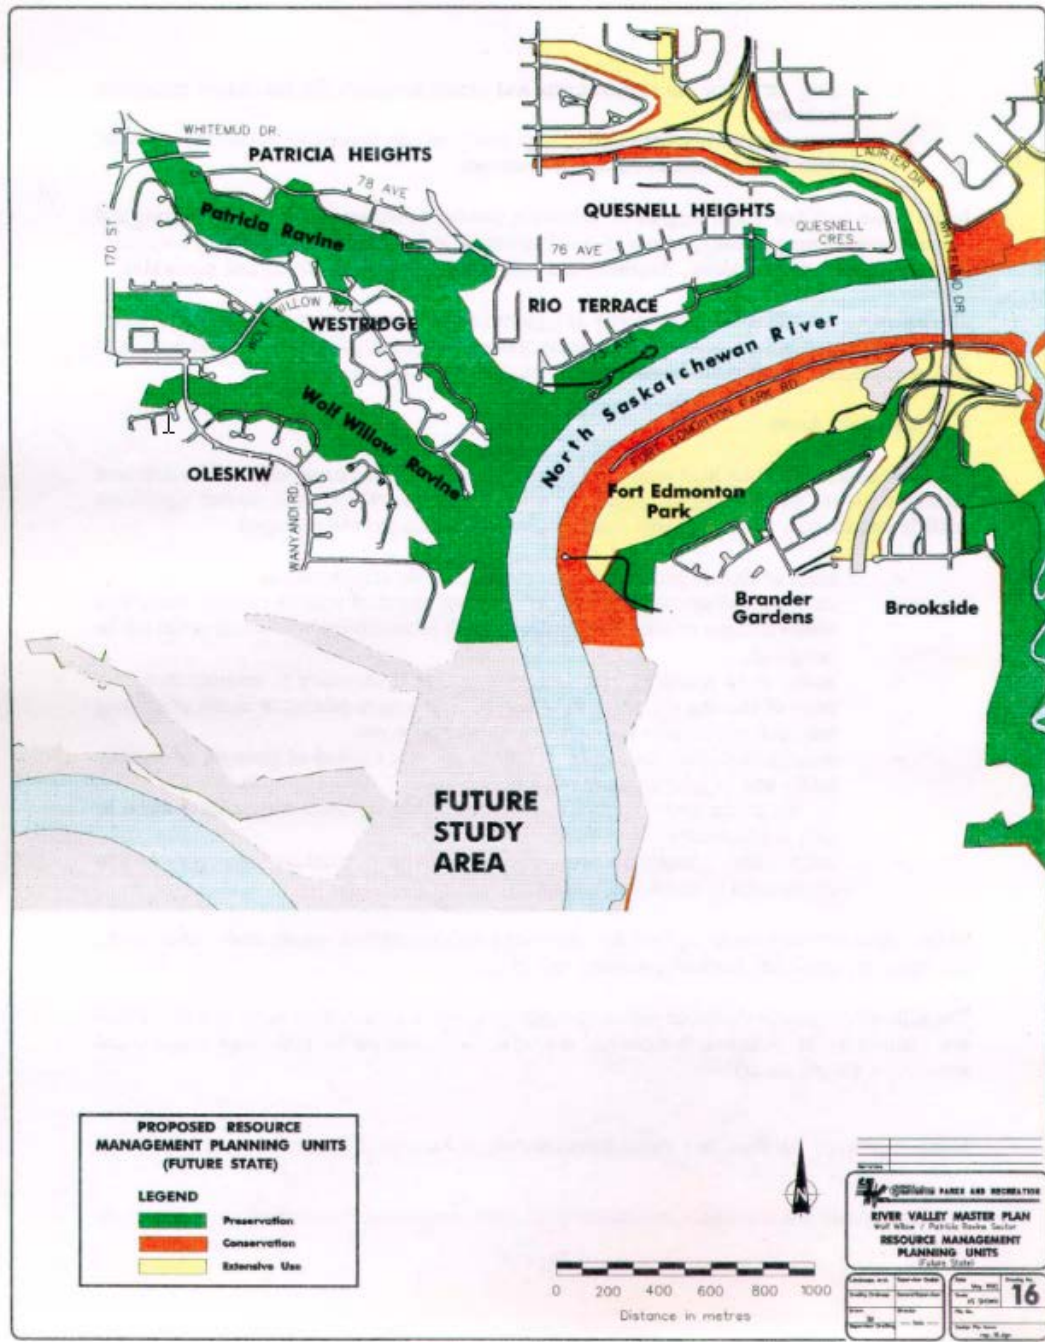 WHITEMUD DR.
PATRICIA HEIGHTS
78 AVE
LAURIER DR.
170 ST
Patricia Ravine
QUESNELL HEIGHTS
QUESNELL
CRES.
76 AVE
WHITEMUD DR
RIO TERRACE
WOLF WILLOW RD
WESTRIDGE
North Saskatchewan River
FORT EDMONTON PARK RD
Wolf Willow Ravine
OLESKIW
WANYANDI RD
Fort Edmonton
Park
Brander
Gardens
Brookside
FUTURE
STUDY
AREA
PROPOSED RESOURCE
MANAGEMENT PLANNING UNITS
(FUTURE STATE)
LEGEND
Preservation
Conservation
Extensive Use
N
0 200 400 600 800 1000
Distance in metres
PARKS AND RECREATION
RIVER VALLEY MASTER PLAN
Wolf Willow / Patricia Ravine Sector
RESOURCE MANAGEMENT
PLANNING UNITS
(Future State)
16